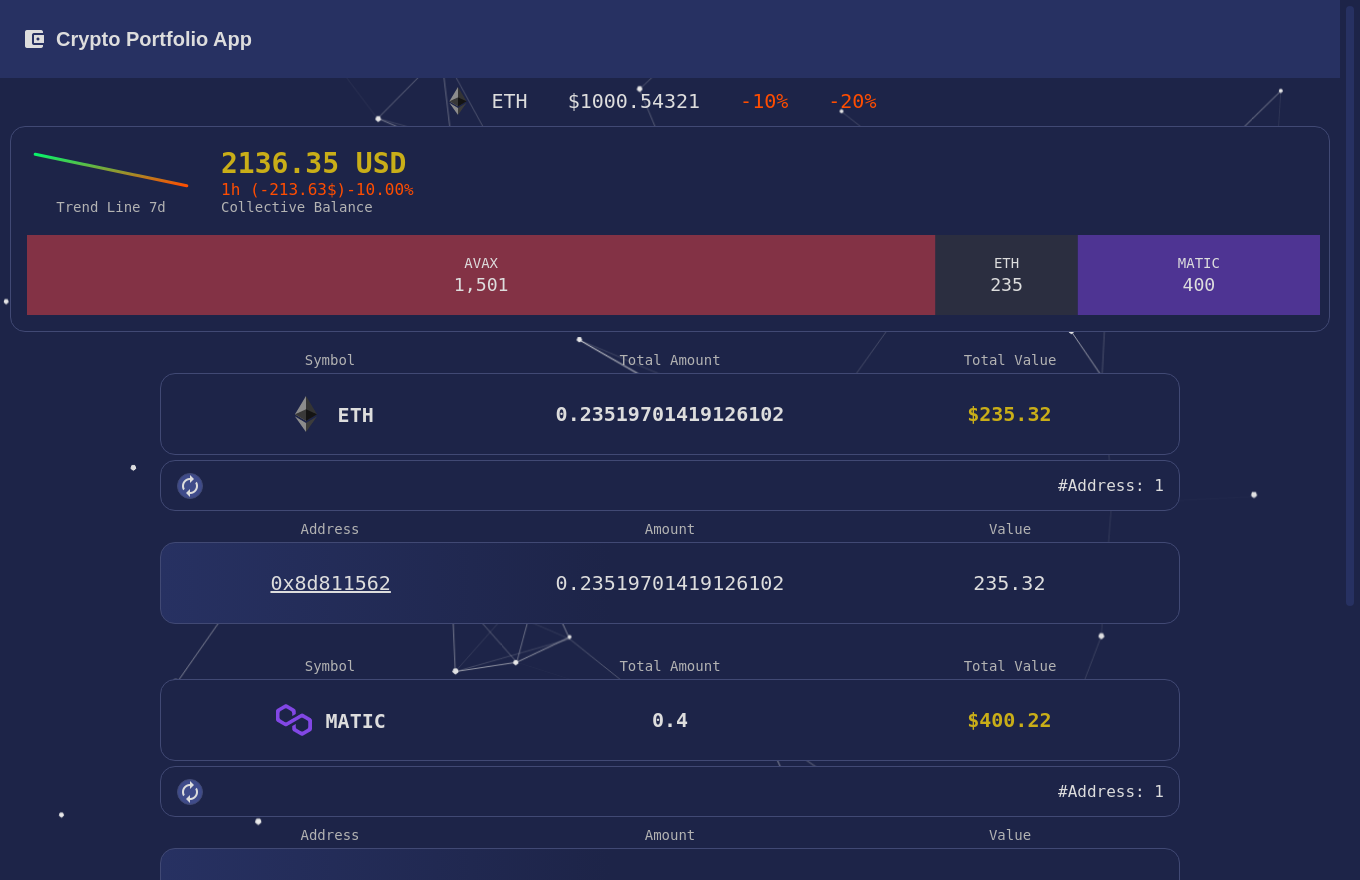 Crypto Portfolio App
ETH $1000.54321 -10% -20%
2136.35 USD
1h (-213.63$)-10.00%
Trend Line 7d Collective Balance
AVAX ETH MATIC
1,501 235 400
Symbol Total Amount Total Value
ETH 0.23519701419126102 $235.32
#Address: 1
Address Amount Value
0x8d811562 0.23519701419126102 235.32
Symbol Total Amount Total Value
MATIC 0.4 $400.22
#Address: 1
Address Amount Value